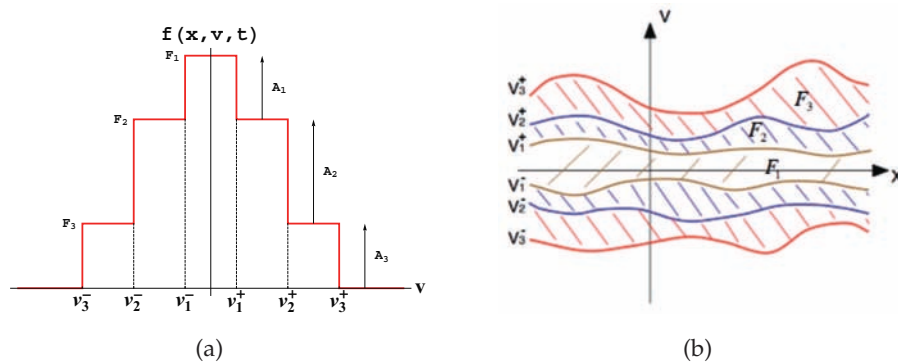 f(x,v,t)
F₁
A₁
F₂
A₂
F₃
A₃
v
v₃⁻ v₂⁻ v₁⁻ v₁⁺ v₂⁺ v₃⁺
(a)
V
V₃⁺
F₃
V₂⁺
F₂
V₁⁺
F₁
X
V₁⁻
V₂⁻
V₃⁻
(b)